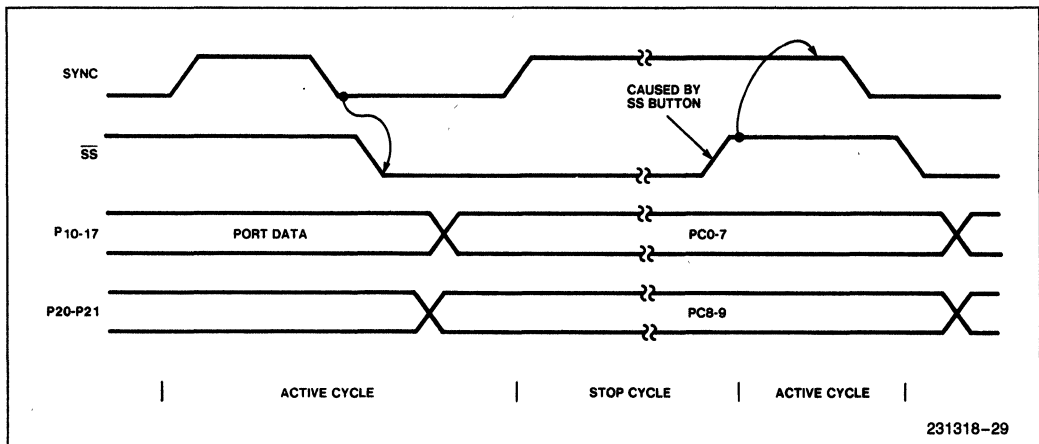 SYNC
CAUSED BY
SS BUTTON
SS
P10-17
PORT DATA
PC0-7
P20-P21
PC8-9
ACTIVE CYCLE
STOP CYCLE
ACTIVE CYCLE
231318-29